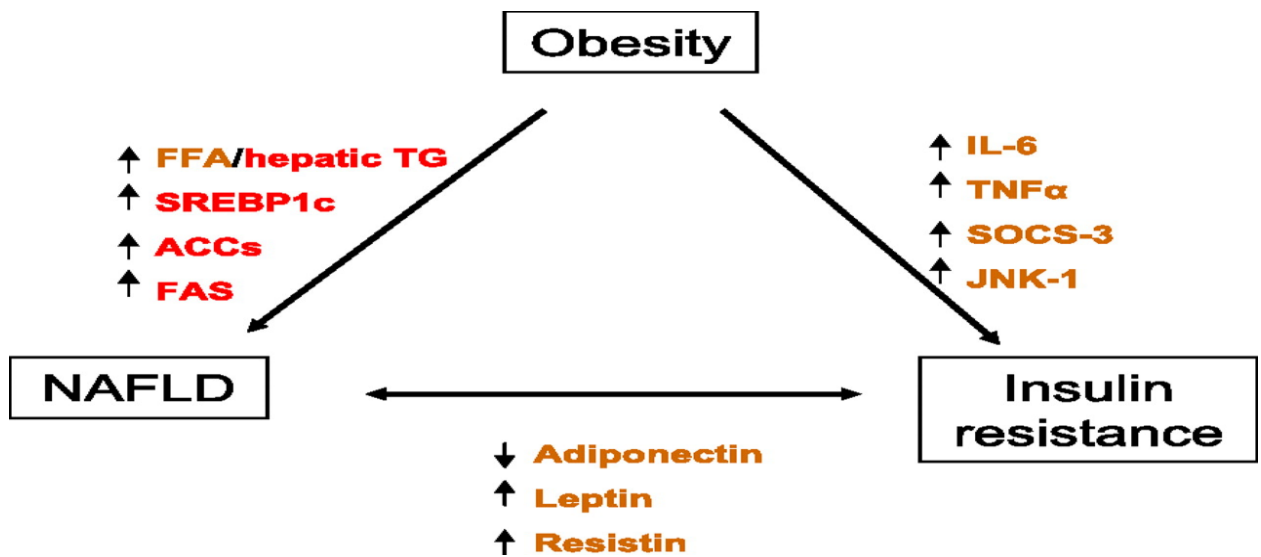 Obesity
↑ FFA/hepatic TG
↑ SREBP1c
↑ ACCs
↑ FAS
↑ IL-6
↑ TNFα
↑ SOCS-3
↑ JNK-1
NAFLD
Insulin
resistance
↓ Adiponectin
↑ Leptin
↑ Resistin